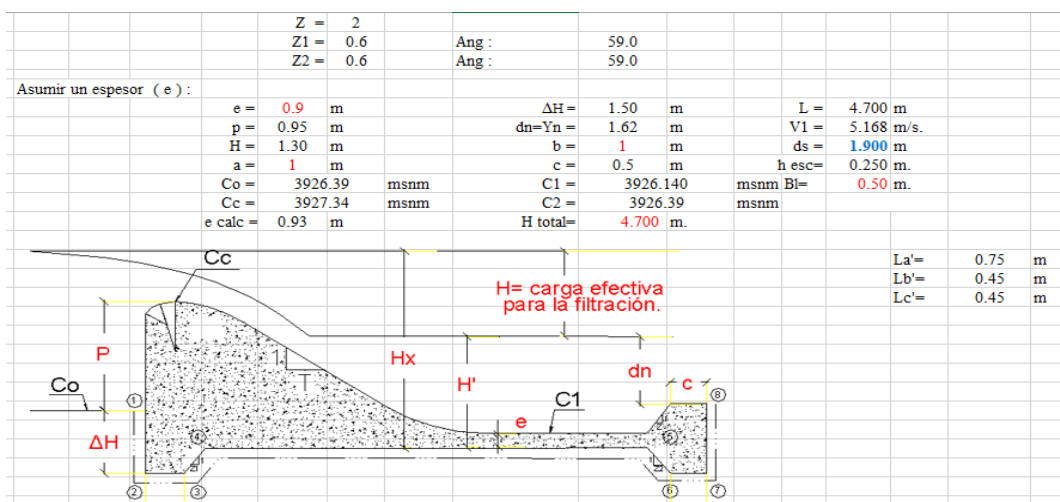 Z = 2
Z1 = 0.6 Ang : 59.0
Z2 = 0.6 Ang : 59.0
Asumir un espesor ( e ) :
e = 0.9 m ΔH = 1.50 m L = 4.700 m
p = 0.95 m dn=Yn = 1.62 m V1 = 5.168 m/s.
H = 1.30 m b = 1 m ds = 1.900 m
a = 1 m c = 0.5 m h esc= 0.250 m.
Co = 3926.39 msnm C1 = 3926.140 msnm Bl= 0.50 m.
Cc = 3927.34 msnm C2 = 3926.39 msnm
e calc = 0.93 m H total= 4.700 m.
La'= 0.75 m
Lb'= 0.45 m
Lc'= 0.45 m
Cc
H= carga efectiva
para la filtración.
P
1
T
Hx
H'
dn
c
Co
C1
e
ΔH
1
2
3
4
5
6
7
8